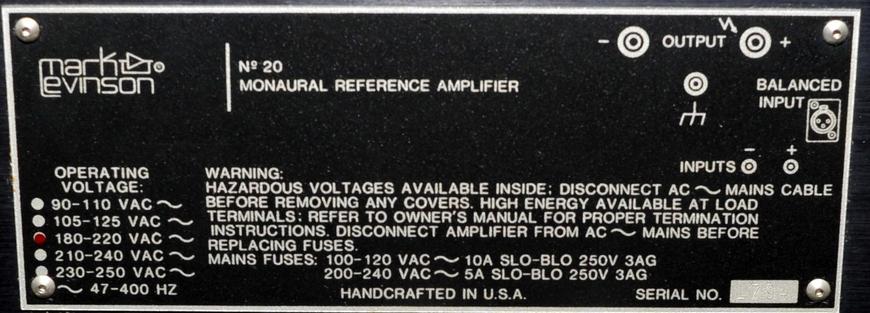 mark
levinson
Nº 20
MONAURAL REFERENCE AMPLIFIER
- OUTPUT +
BALANCED
INPUT
- +
INPUTS
OPERATING
VOLTAGE:
90-110 VAC ~
105-125 VAC ~
180-220 VAC ~
210-240 VAC ~
230-250 VAC ~
~ 47-400 HZ
WARNING:
HAZARDOUS VOLTAGES AVAILABLE INSIDE; DISCONNECT AC ~ MAINS CABLE
BEFORE REMOVING ANY COVERS. HIGH ENERGY AVAILABLE AT LOAD
TERMINALS; REFER TO OWNER'S MANUAL FOR PROPER TERMINATION
INSTRUCTIONS. DISCONNECT AMPLIFIER FROM AC ~ MAINS BEFORE
REPLACING FUSES.
MAINS FUSES: 100-120 VAC ~ 10A SLO-BLO 250V 3AG
200-240 VAC ~ 5A SLO-BLO 250V 3AG
HANDCRAFTED IN U.S.A.
SERIAL NO.